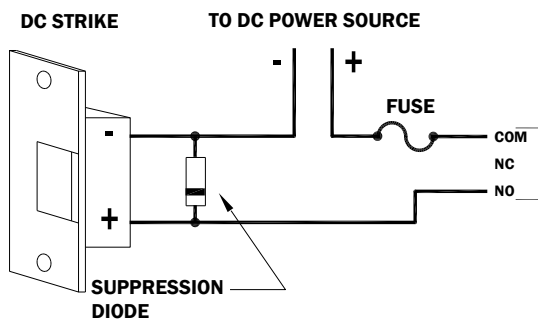 DC STRIKE
TO DC POWER SOURCE
- +
FUSE
-
COM
NC
+
NO
SUPPRESSION
DIODE